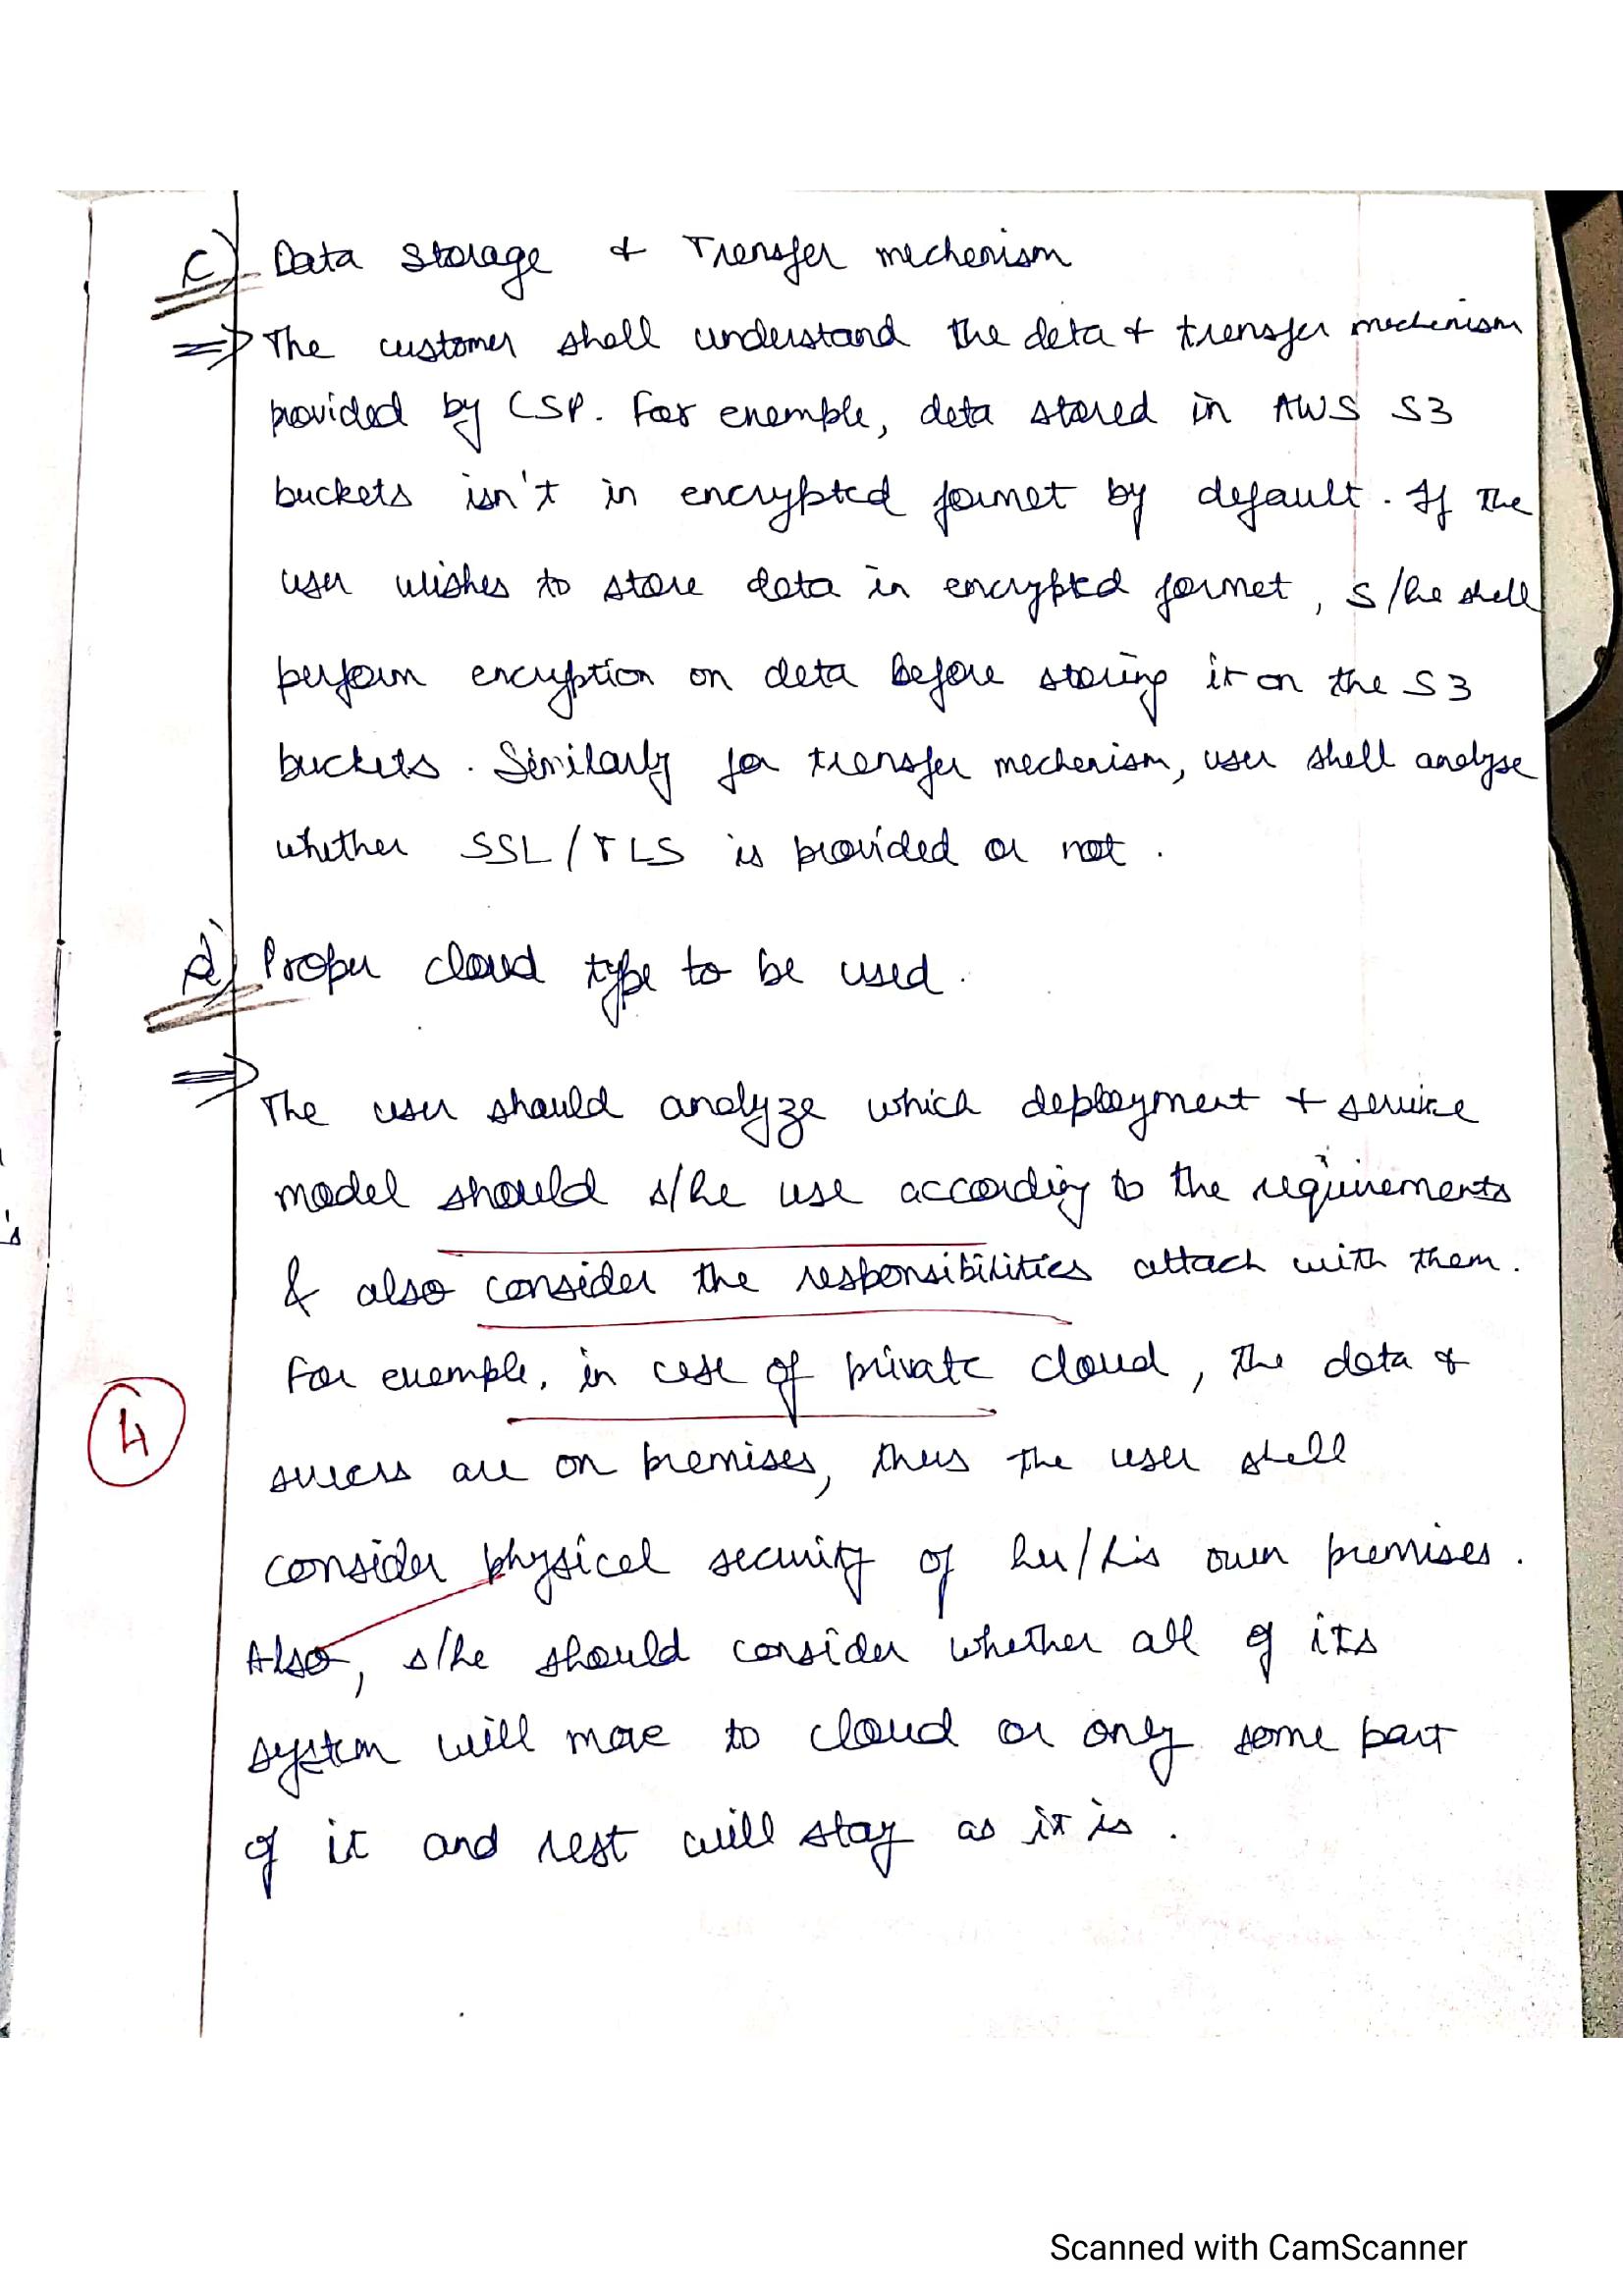 c) Data Storage & Transfer mechanism
=> The customer shall understand the data & transfer mechanism
provided by CSP. For example, data stored in AWS S3
buckets isn't in encrypted format by default. If the
user wishes to store data in encrypted format, s/he shall
perform encryption on data before storing it on the S3
buckets. Similarly for transfer mechanism, user shall analyse
whether SSL/TLS is provided or not.
d) Proper cloud type to be used.
=>
The user should analyze which deployment & service
model should s/he use according to the requirements
& also consider the responsibilities attach with them.
For example, in case of private cloud, the data &
are on premises, thus the user shall
4
consider physical security of her/his own premises.
Also, s/he should consider whether all of its
system will move to cloud or only some part
of it and rest will stay as it is.
's
Scanned with CamScanner